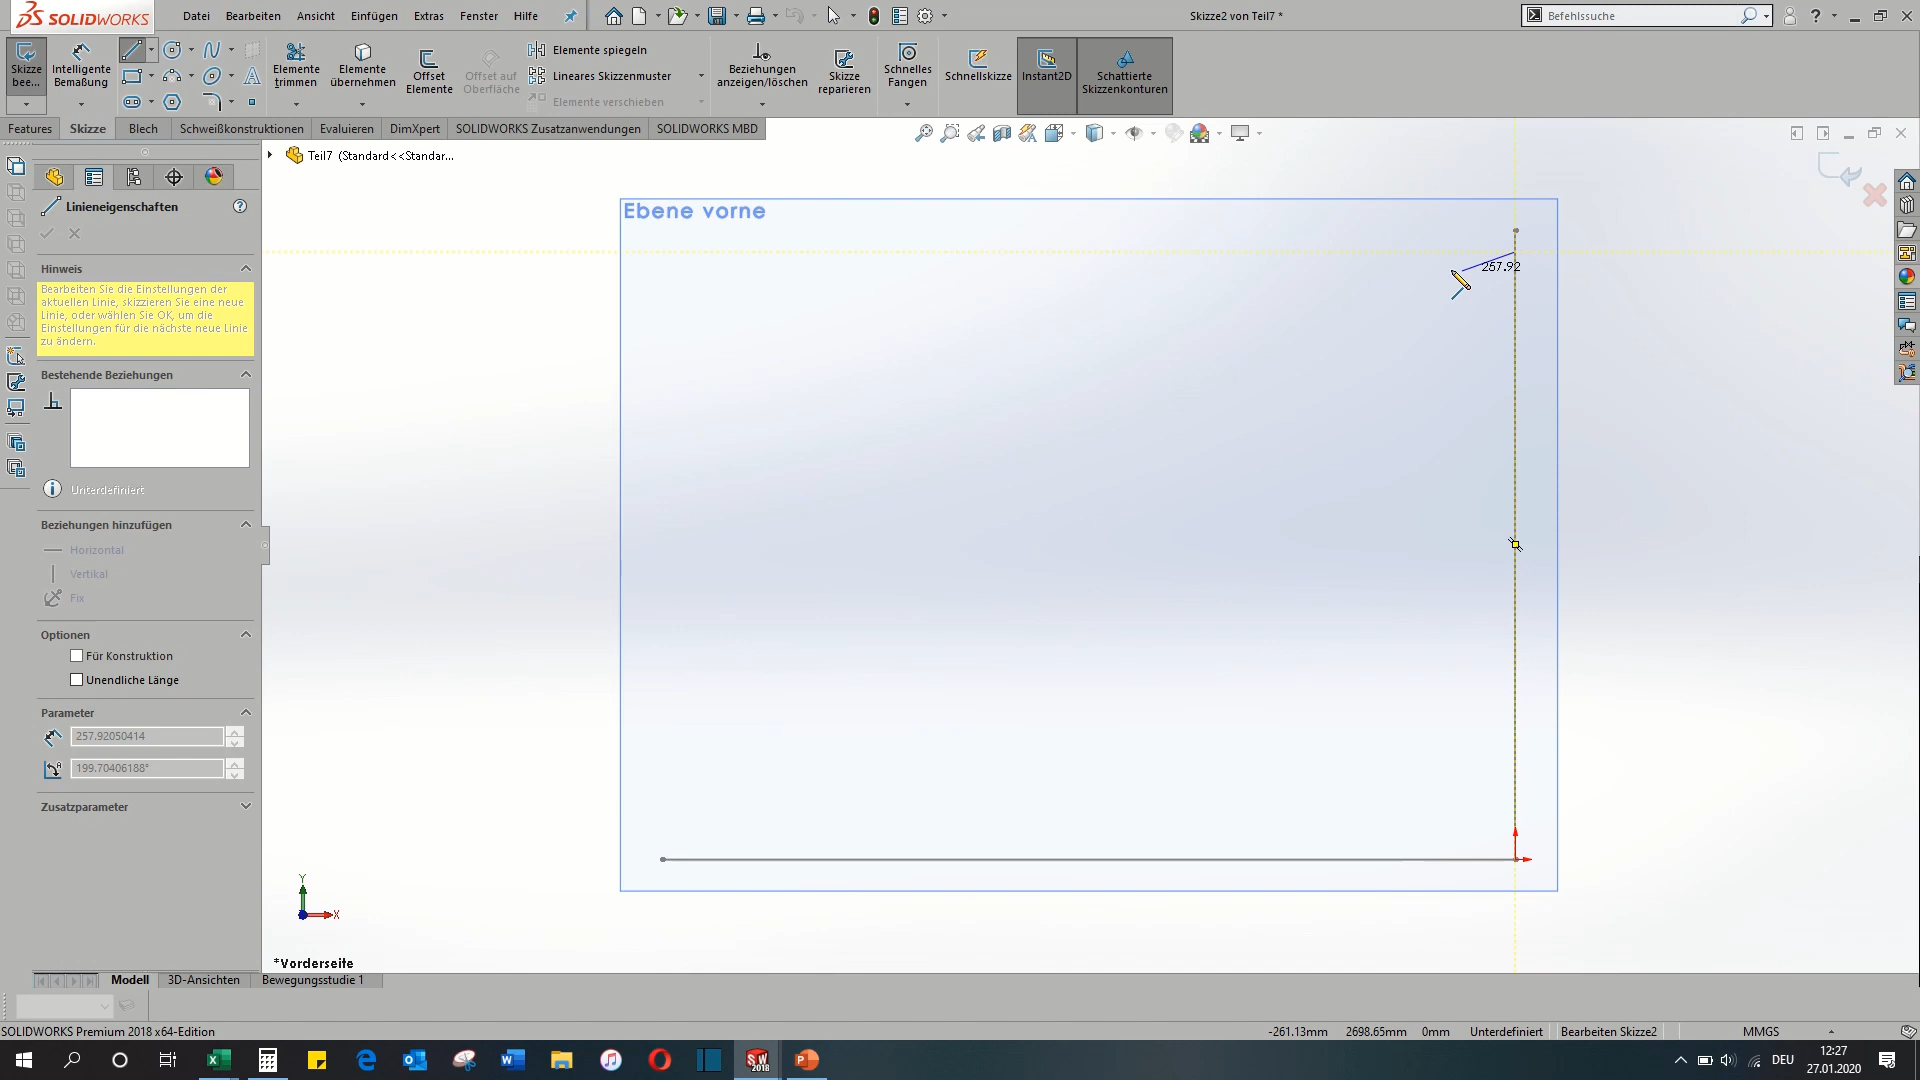 SOLIDWORKS
Datei Bearbeiten Ansicht Einfügen Extras Fenster Hilfe
Skizze2 von Teil7 *
Befehlssuche
Skizze bee...
Intelligente Bemaßung
Elemente trimmen
Elemente übernehmen
Offset Elemente
Offset auf Oberfläche
Elemente spiegeln
Lineares Skizzenmuster
Elemente verschieben
Beziehungen anzeigen/löschen
Skizze reparieren
Schnelles Fangen
Schnellskizze
Instant2D
Schattierte Skizzenkonturen
Features Skizze Blech Schweißkonstruktionen Evaluieren DimXpert SOLIDWORKS Zusatzanwendungen SOLIDWORKS MBD
Teil7 (Standard<<Standar...
Linieneigenschaften
Hinweis
Bearbeiten Sie die Einstellungen der
aktuellen Linie, skizzieren Sie eine neue
Linie, oder wählen Sie OK, um die
Einstellungen für die nächste neue Linie
zu ändern.
Bestehende Beziehungen
Unterdefiniert
Beziehungen hinzufügen
Horizontal
Vertikal
Fix
Optionen
Für Konstruktion
Unendliche Länge
Parameter
257.92050414
199.70406188°
Zusatzparameter
Ebene vorne
257.92
Y
X
*Vorderseite
Modell 3D-Ansichten Bewegungsstudie 1
SOLIDWORKS Premium 2018 x64-Edition
-261.13mm 2698.65mm 0mm Unterdefiniert Bearbeiten Skizze2 MMGS
DEU
12:27
27.01.2020